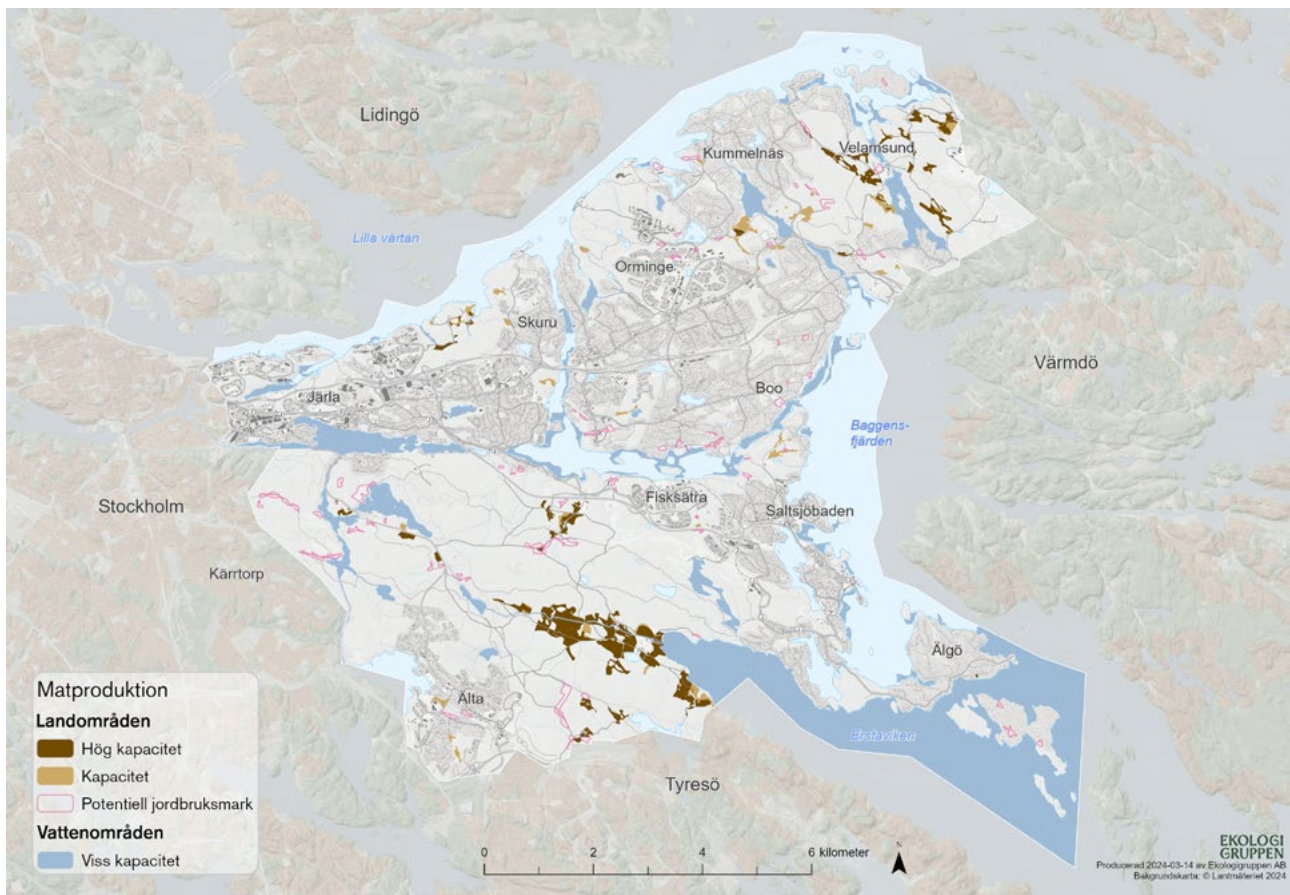 Lidingö
Kummelnäs
Velamsund
Lilla värtan
Orminge
Skuru
Värmdö
Järla
Boo
Baggens-
fjärden
Stockholm
Fisksätra
Saltsjöbaden
Kärrtorp
Älgö
Älta
Erstaviken
Tyresö
Matproduktion
Landområden
Hög kapacitet
Kapacitet
Potentiell jordbruksmark
Vattenområden
Viss kapacitet
0 2 4 6 kilometer
N
EKOLOGI
GRUPPEN
Producerad 2024-03-14 av Ekologigruppen AB
Bakgrundskarta: © Lantmäteriet 2024